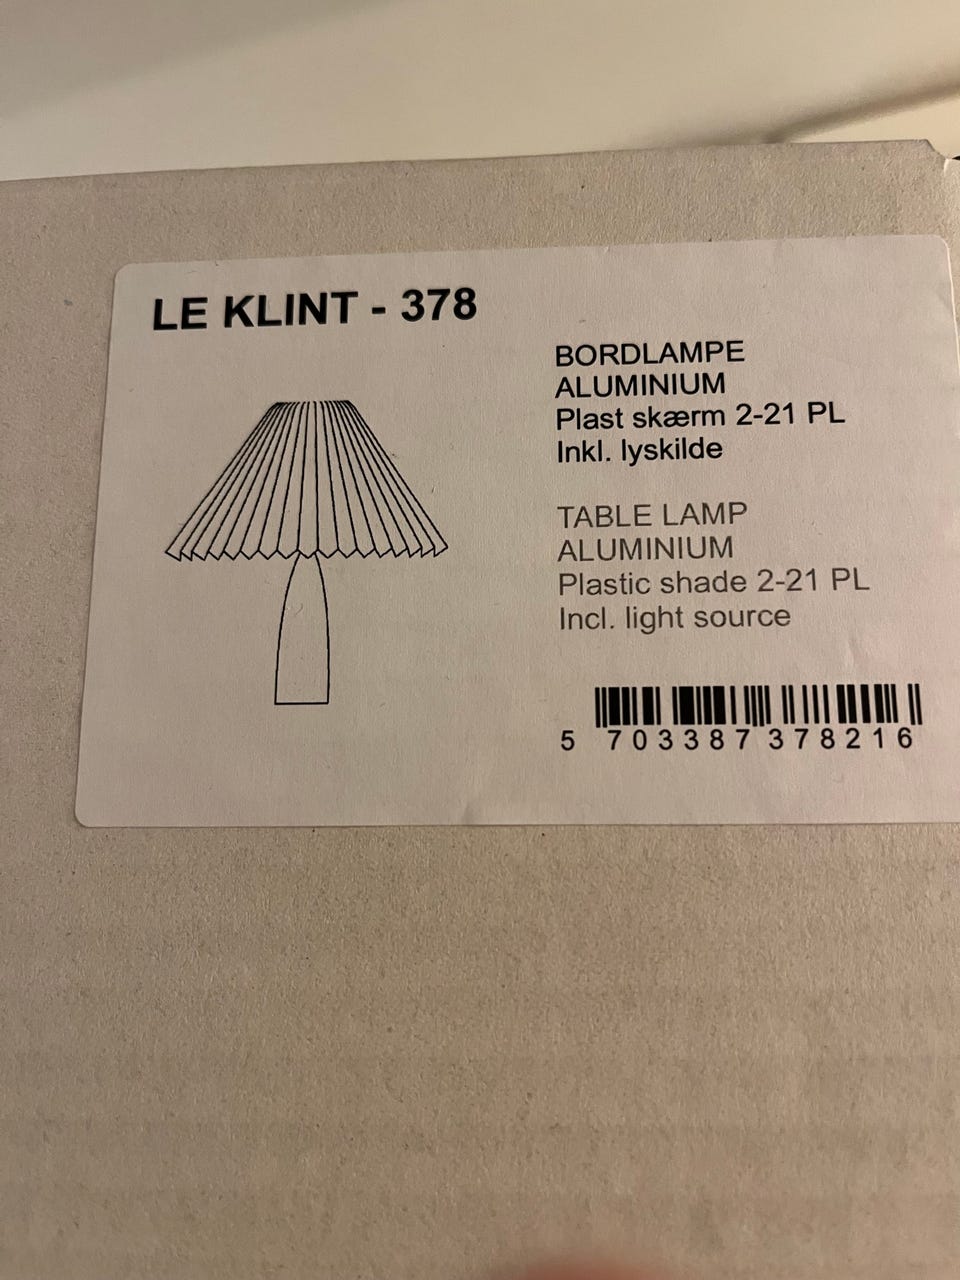 LE KLINT - 378
BORDLAMPE
ALUMINIUM
Plast skærm 2-21 PL
Inkl. lyskilde
TABLE LAMP
ALUMINIUM
Plastic shade 2-21 PL
Incl. light source
5 703387 378216